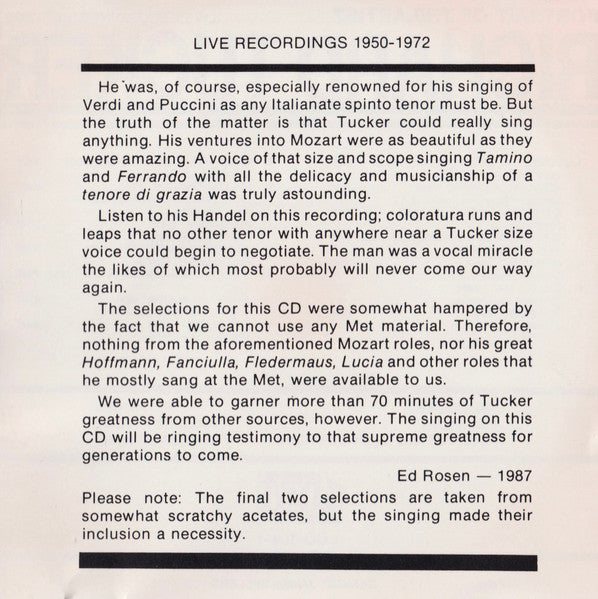 LIVE RECORDINGS 1950-1972
He was, of course, especially renowned for his singing of
Verdi and Puccini as any Italianate spinto tenor must be. But
the truth of the matter is that Tucker could really sing
anything. His ventures into Mozart were as beautiful as they
were amazing. A voice of that size and scope singing Tamino
and Ferrando with all the delicacy and musicianship of a
tenore di grazia was truly astounding.
Listen to his Handel on this recording; coloratura runs and
leaps that no other tenor with anywhere near a Tucker size
voice could begin to negotiate. The man was a vocal miracle
the likes of which most probably will never come our way
again.
The selections for this CD were somewhat hampered by
the fact that we cannot use any Met material. Therefore,
nothing from the aforementioned Mozart roles, nor his great
Hoffmann, Fanciulla, Fledermaus, Lucia and other roles that
he mostly sang at the Met, were available to us.
We were able to garner more than 70 minutes of Tucker
greatness from other sources, however. The singing on this
CD will be ringing testimony to that supreme greatness for
generations to come.
Ed Rosen — 1987
Please note: The final two selections are taken from
somewhat scratchy acetates, but the singing made their
inclusion a necessity.